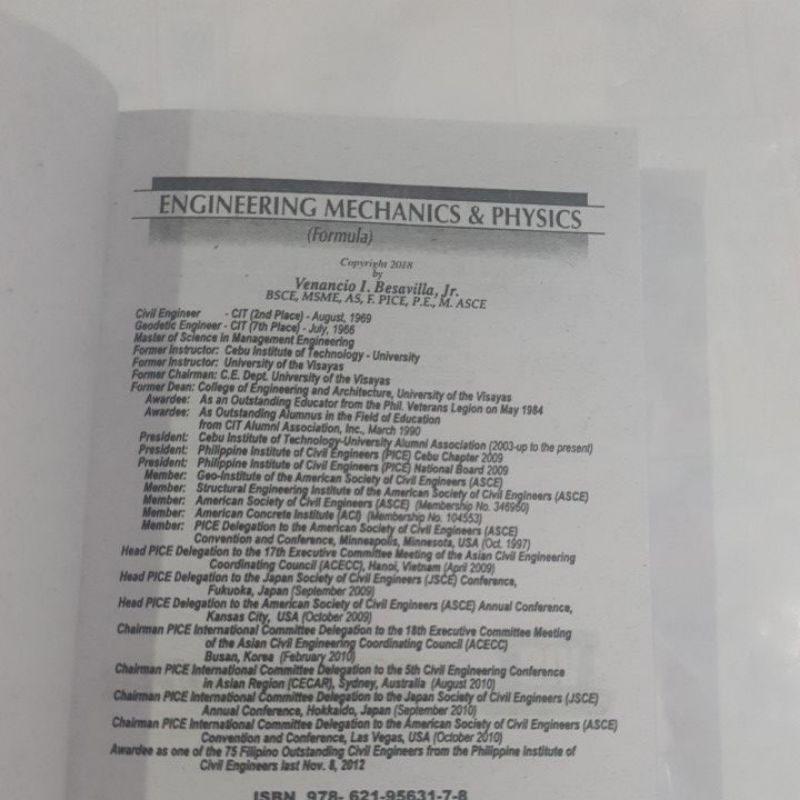 ENGINEERING MECHANICS & PHYSICS
(Formula)
Copyright 2018
by
Venancio I. Besavilla, Jr.
BSCE, MSME, AS, F. PICE, P.E., M. ASCE
Civil Engineer - CIT (2nd Place) - August, 1969
Geodetic Engineer - CIT (7th Place) - July, 1966
Master of Science in Management Engineering
Former Instructor: Cebu Institute of Technology - University
Former Instructor: University of the Visayas
Former Chairman: C.E. Dept. University of the Visayas
Former Dean: College of Engineering and Architecture, University of the Visayas
Awardee: As an Outstanding Educator from the Phil. Veterans Legion on May 1984
Awardee: As Outstanding Alumnus in the Field of Education
from CIT Alumni Association, Inc., March 1990
President: Cebu Institute of Technology-University Alumni Association (2003-up to the present)
President: Philippine Institute of Civil Engineers (PICE) Cebu Chapter 2009
President: Philippine Institute of Civil Engineers (PICE) National Board 2009
Member: Geo-Institute of the American Society of Civil Engineers (ASCE)
Member: Structural Engineering Institute of the American Society of Civil Engineers (ASCE)
Member: American Society of Civil Engineers (ASCE) (Membership No. 346960)
Member: American Concrete Institute (ACI) (Membership No. 104553)
Member: PICE Delegation to the American Society of Civil Engineers (ASCE)
Convention and Conference, Minneapolis, Minnesota, USA (Oct. 1997)
Head PICE Delegation to the 17th Executive Committee Meeting of the Asian Civil Engineering
Coordinating Council (ACECC), Hanoi, Vietnam (April 2009)
Head PICE Delegation to the Japan Society of Civil Engineers (JSCE) Conference,
Fukuoka, Japan (September 2009)
Head PICE Delegation to the American Society of Civil Engineers (ASCE) Annual Conference,
Kansas City, USA (October 2009)
Chairman PICE International Committee Delegation to the 18th Executive Committee Meeting
of the Asian Civil Engineering Coordinating Council (ACECC)
Busan, Korea (February 2010)
Chairman PICE International Committee Delegation to the 5th Civil Engineering Conference
in Asian Region (CECAR), Sydney, Australia (August 2010)
Chairman PICE International Committee Delegation to the Japan Society of Civil Engineers (JSCE)
Annual Conference, Hokkaido, Japan (September 2010)
Chairman PICE International Committee Delegation to the American Society of Civil Engineers (ASCE)
Convention and Conference, Las Vegas, USA (October 2010)
Awardee as one of the 75 Filipino Outstanding Civil Engineers from the Philippine Institute of
Civil Engineers last Nov. 8, 2012
ISBN 978- 621-95631-7-8